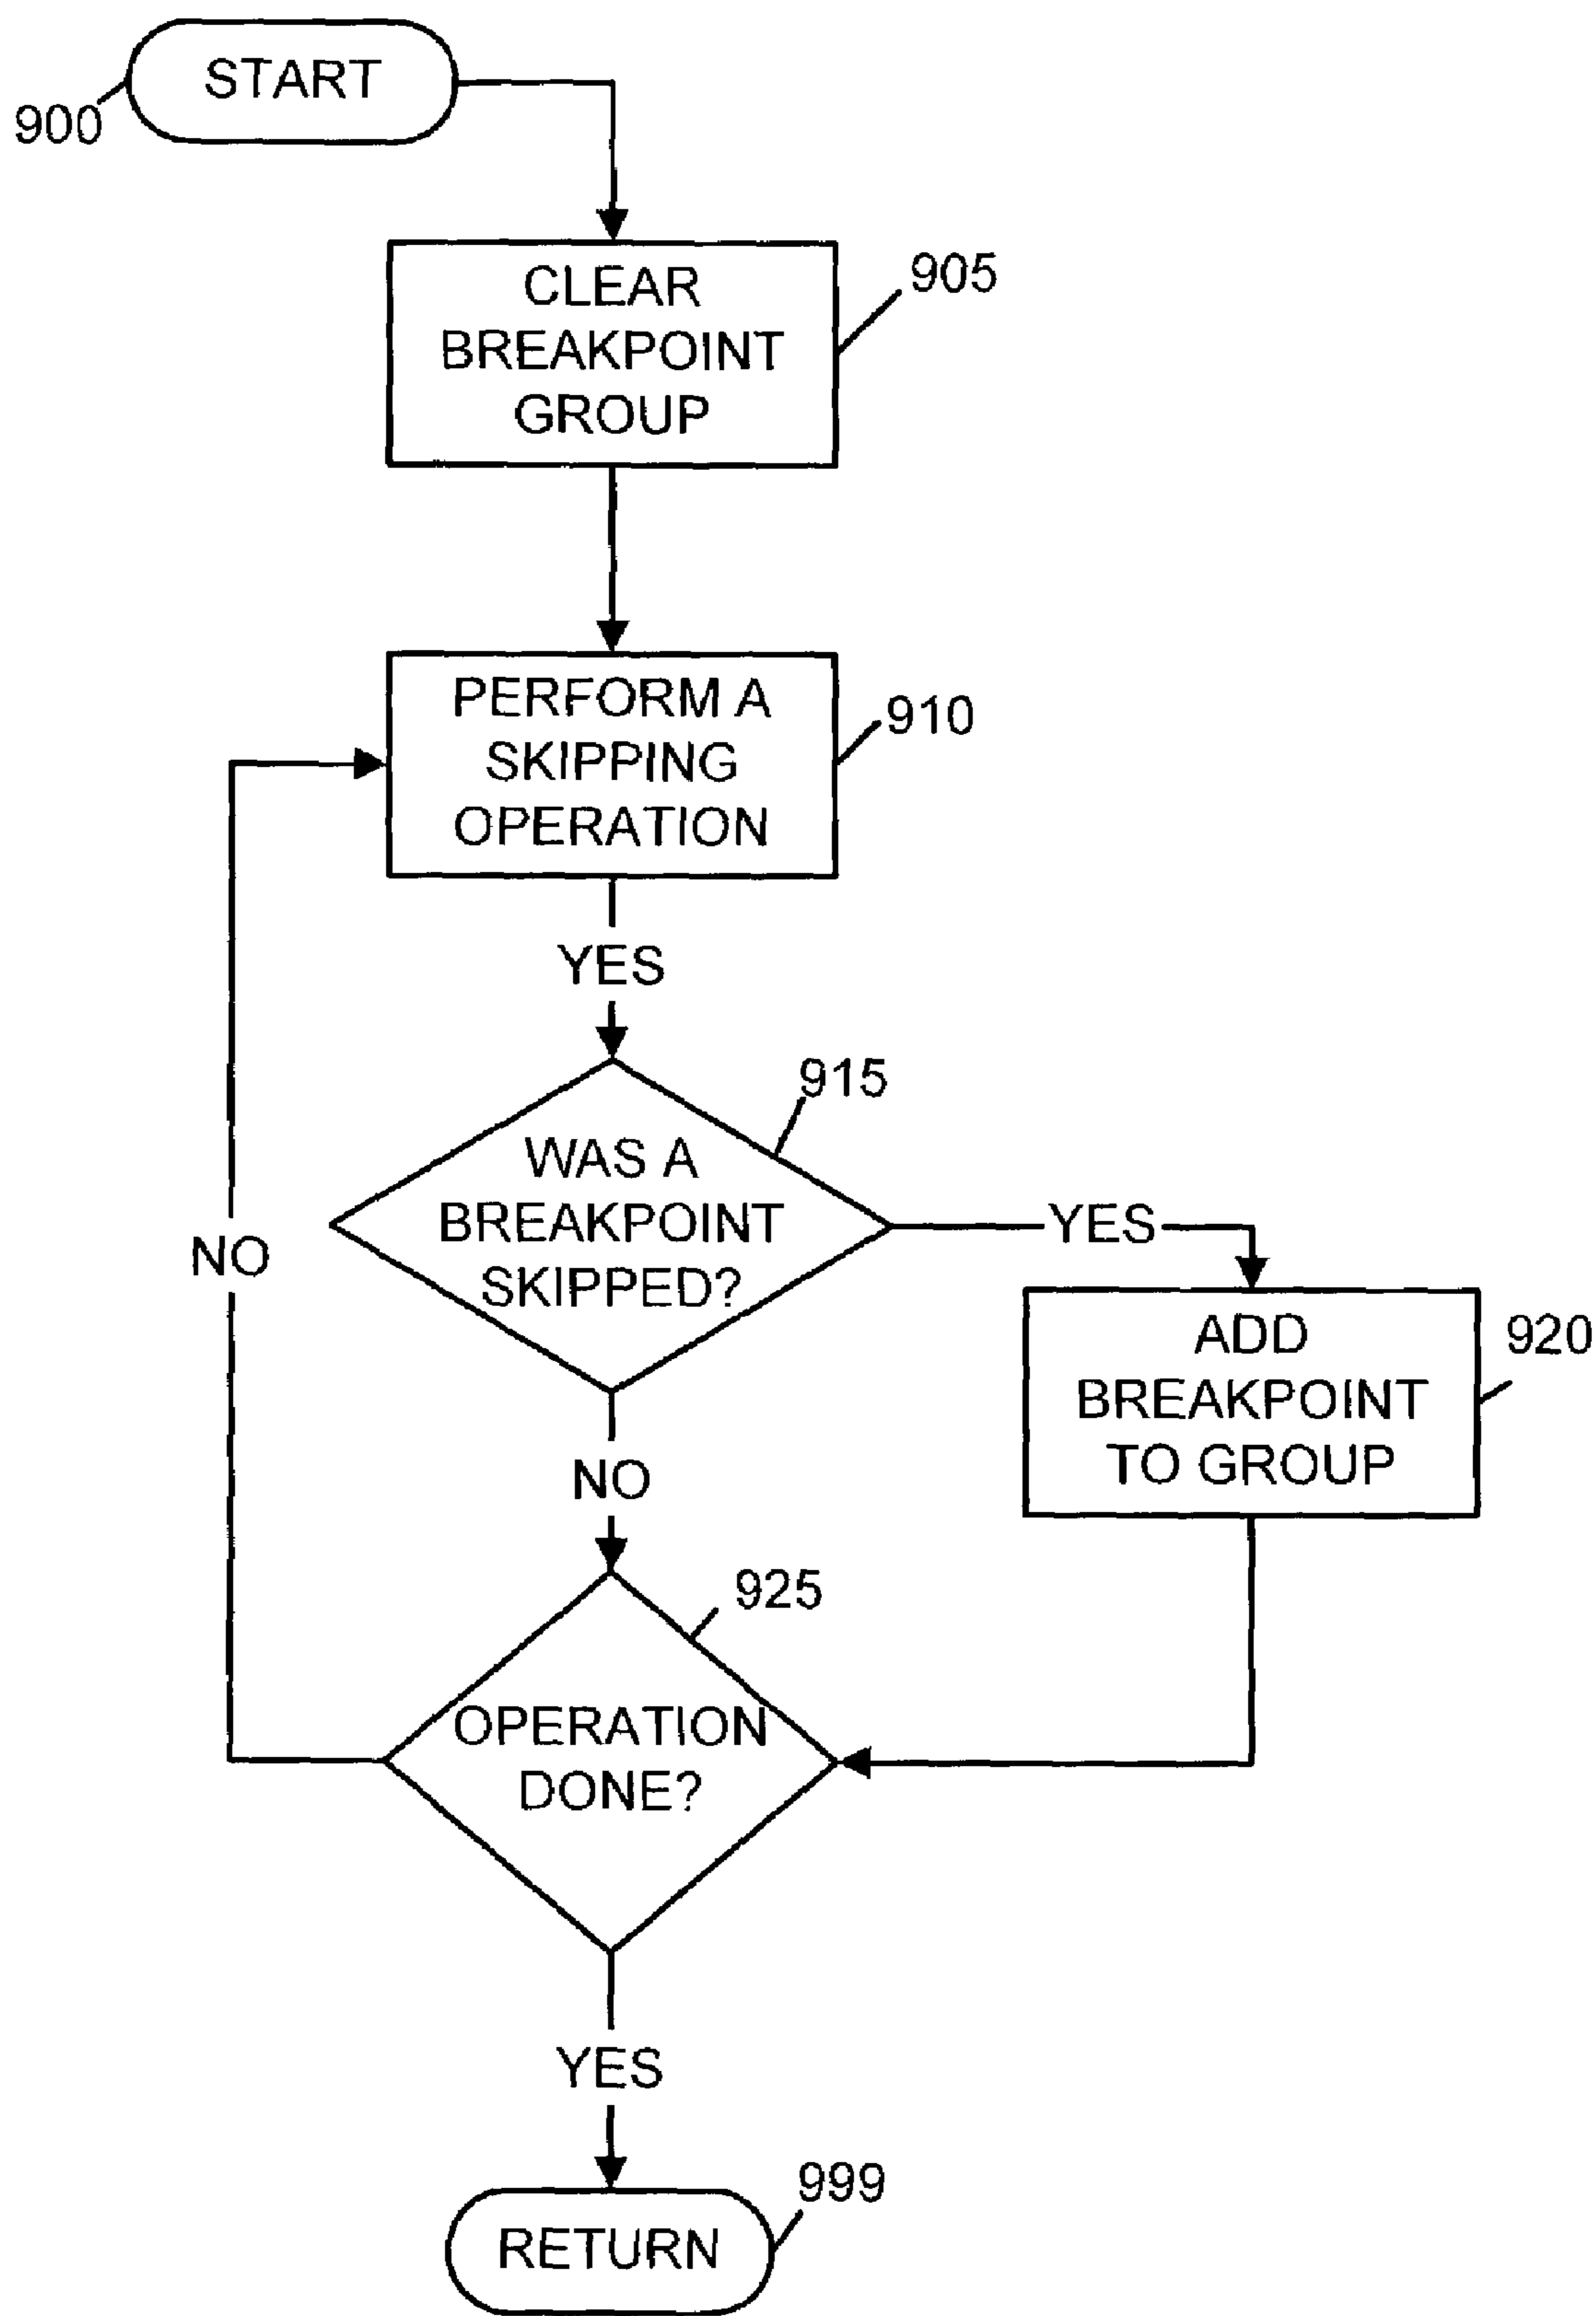 START
900
CLEAR
BREAKPOINT
GROUP
905
PERFORM A
SKIPPING
OPERATION
910
YES
915
WAS A
BREAKPOINT
SKIPPED?
YES
NO
ADD
BREAKPOINT
TO GROUP
920
NO
925
OPERATION
DONE?
YES
999
RETURN